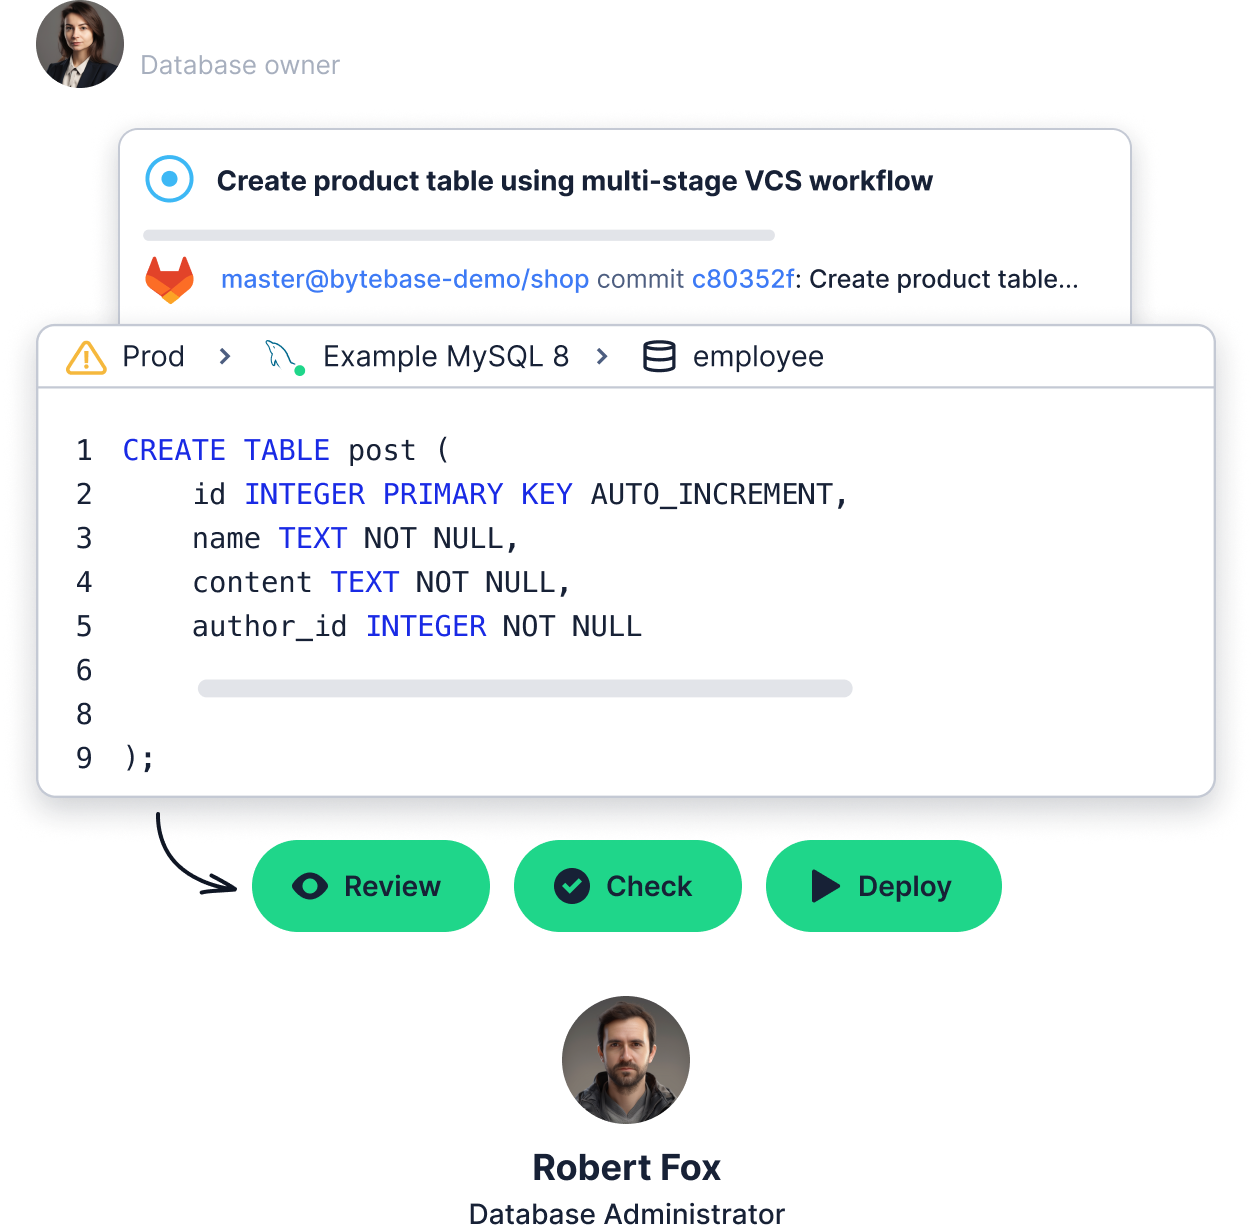 Database owner
Create product table using multi-stage VCS workflow
master@bytebase-demo/shop commit c80352f: Create product table...
Prod > Example MySQL 8 > employee
1 CREATE TABLE post (
2 id INTEGER PRIMARY KEY AUTO_INCREMENT,
3 name TEXT NOT NULL,
4 content TEXT NOT NULL,
5 author_id INTEGER NOT NULL
6
8
9 );
Review Check Deploy
Robert Fox
Database Administrator